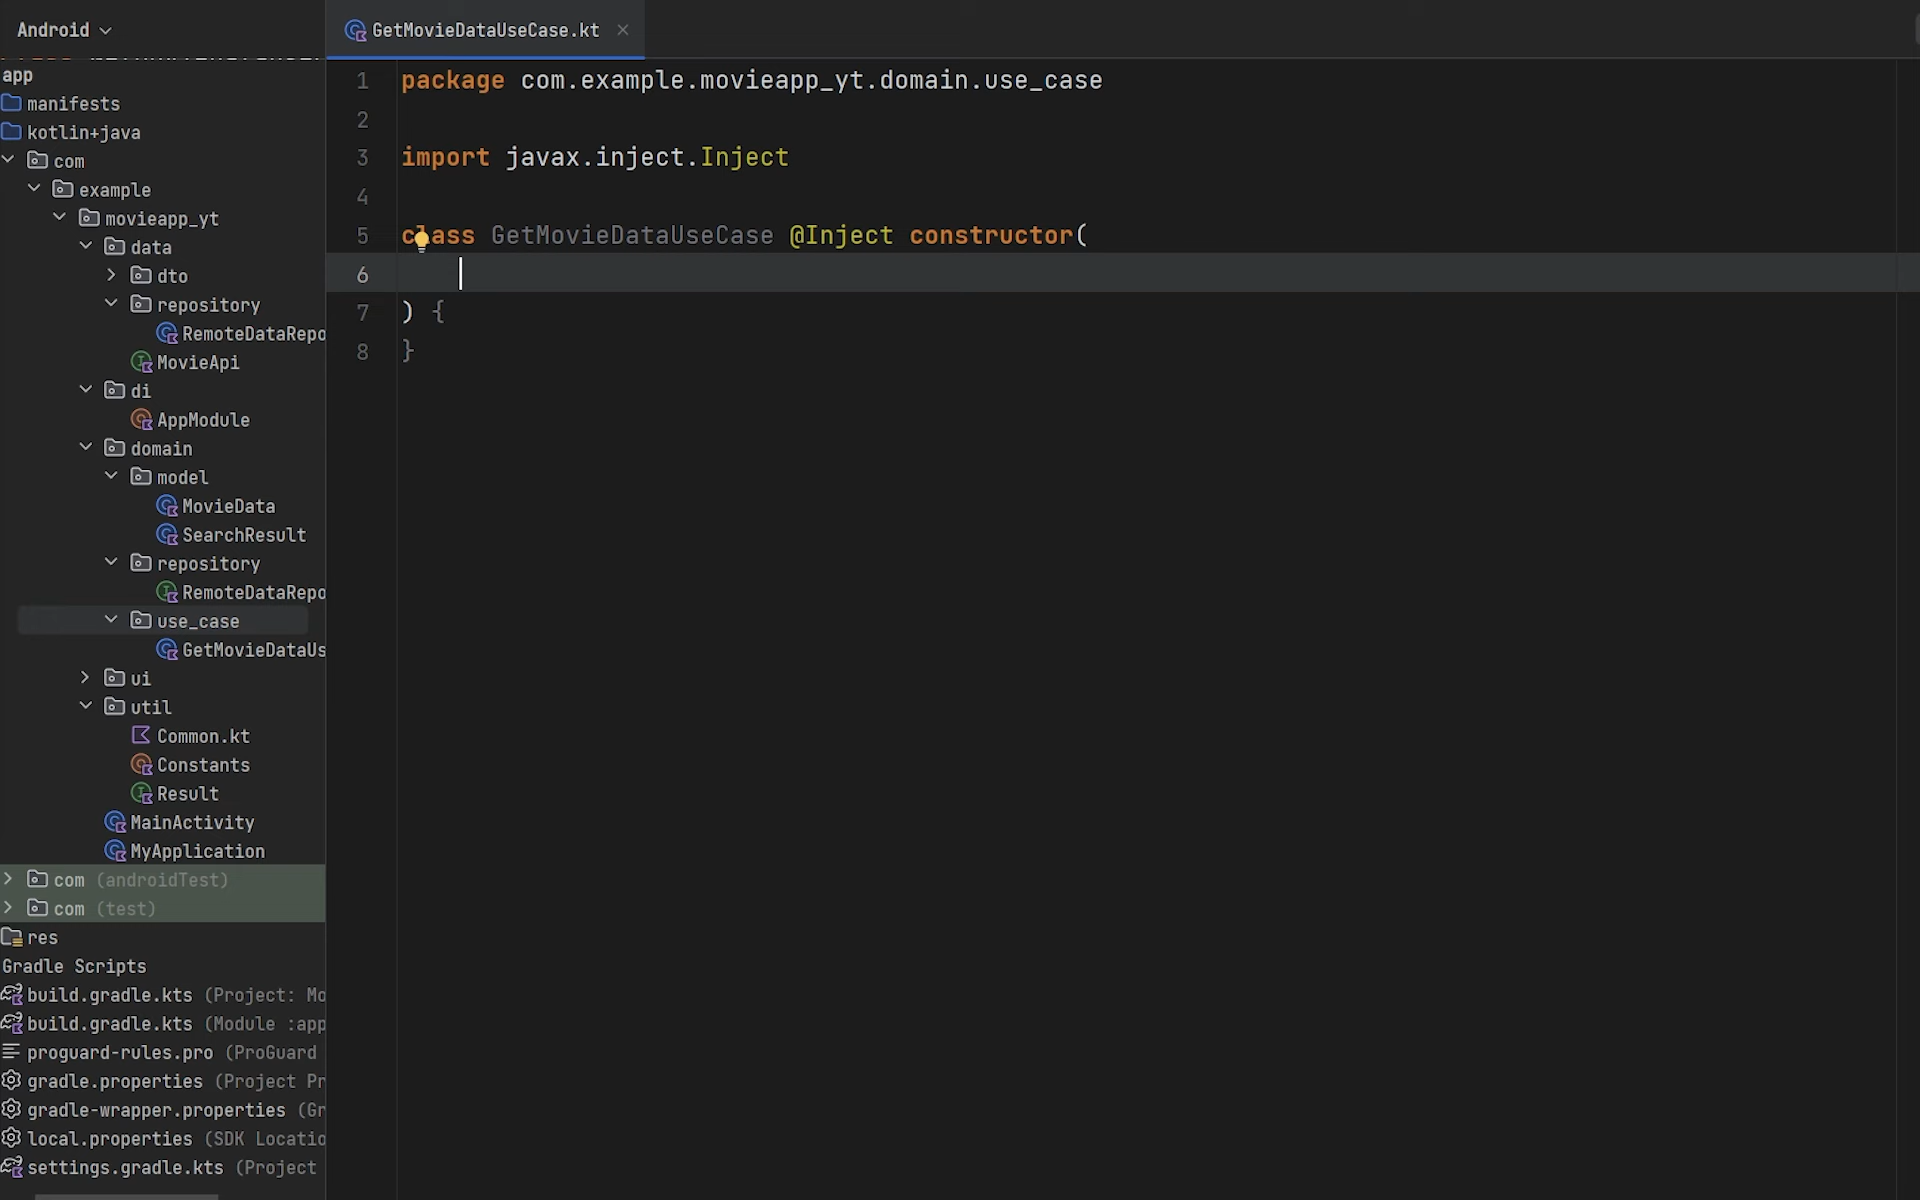 Android
GetMovieDataUseCase.kt
app
manifests
kotlin+java
com
example
movieapp_yt
data
dto
repository
RemoteDataRepo
MovieApi
di
AppModule
domain
model
MovieData
SearchResult
repository
RemoteDataRepo
use_case
GetMovieDataUs
ui
util
Common.kt
Constants
Result
MainActivity
MyApplication
com (androidTest)
com (test)
res
Gradle Scripts
build.gradle.kts (Project: Mo
build.gradle.kts (Module :app
proguard-rules.pro (ProGuard
gradle.properties (Project Pr
gradle-wrapper.properties (Gr
local.properties (SDK Locatio
settings.gradle.kts (Project
1 package com.example.movieapp_yt.domain.use_case
2
3 import javax.inject.Inject
4
5 class GetMovieDataUseCase @Inject constructor(
6
7 ) {
8 }